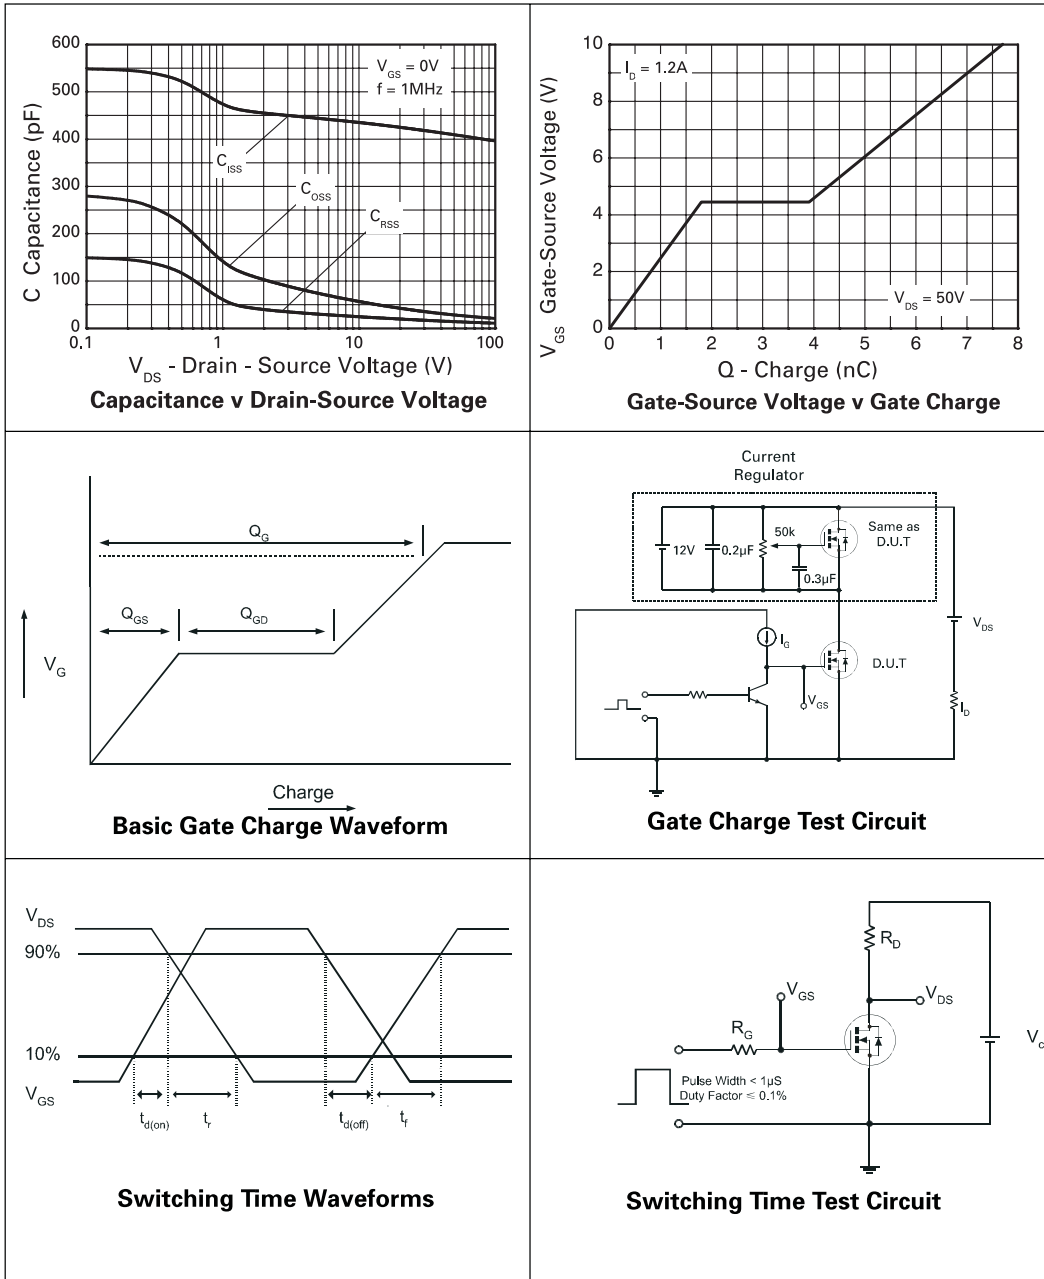 600
500
400
300
200
100
0
C Capacitance (pF)
V_GS = 0V
f = 1MHz
C_ISS
C_OSS
C_RSS
0.1 1 10 100
V_DS - Drain - Source Voltage (V)
Capacitance v Drain-Source Voltage
10
8
6
4
2
0
V_GS Gate-Source Voltage (V)
I_D = 1.2A
V_DS = 50V
0 1 2 3 4 5 6 7 8
Q - Charge (nC)
Gate-Source Voltage v Gate Charge
Q_G
Q_GS Q_GD
V_G
Charge
Basic Gate Charge Waveform
Current
Regulator
12V 0.2µF 50k 0.3µF
Same as
D.U.T
I_G
D.U.T
V_GS
V_DS
I_D
Gate Charge Test Circuit
V_DS
90%
10%
V_GS
t_d(on) t_r t_d(off) t_f
Switching Time Waveforms
R_D
V_GS
V_DS
R_G
V_c
Pulse Width < 1µS
Duty Factor ≤ 0.1%
Switching Time Test Circuit